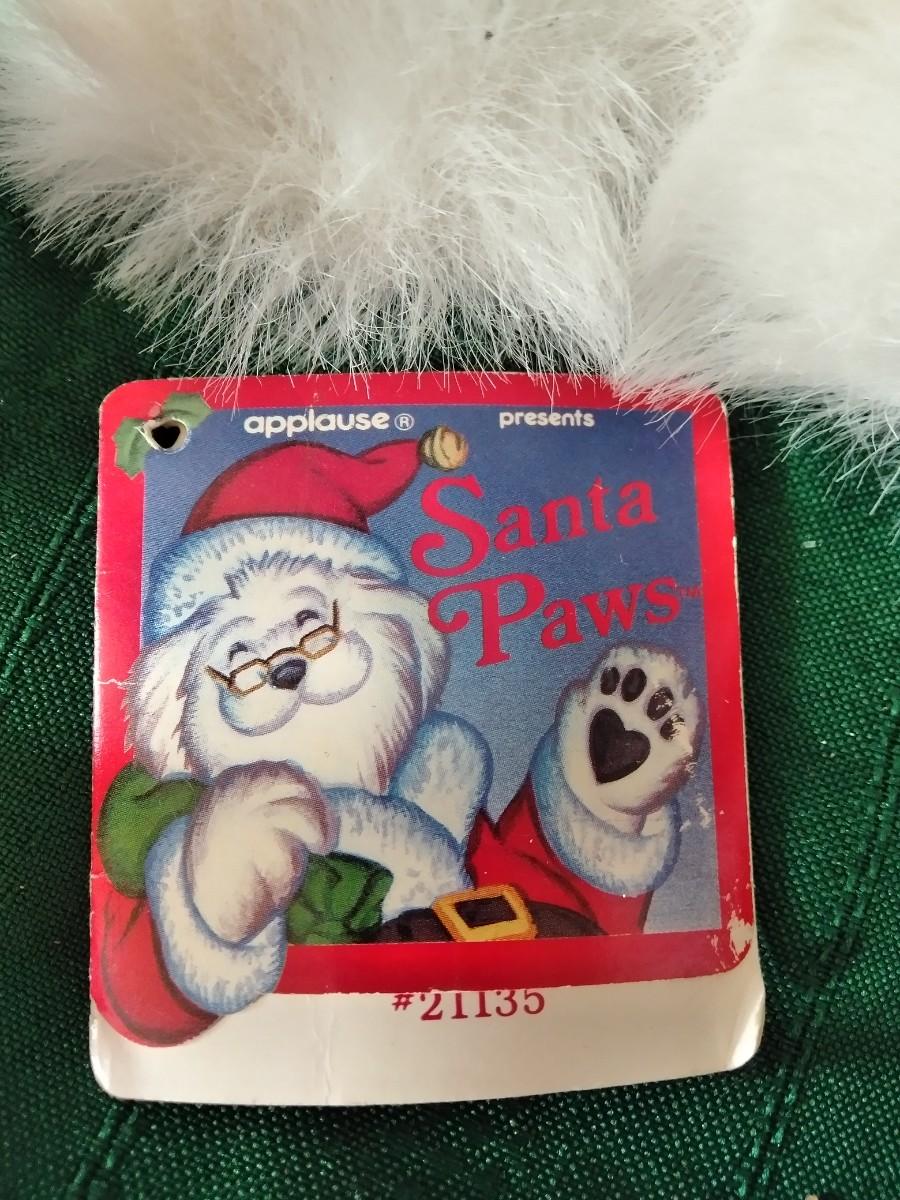 applause® presents
Santa
Paws™
#21135